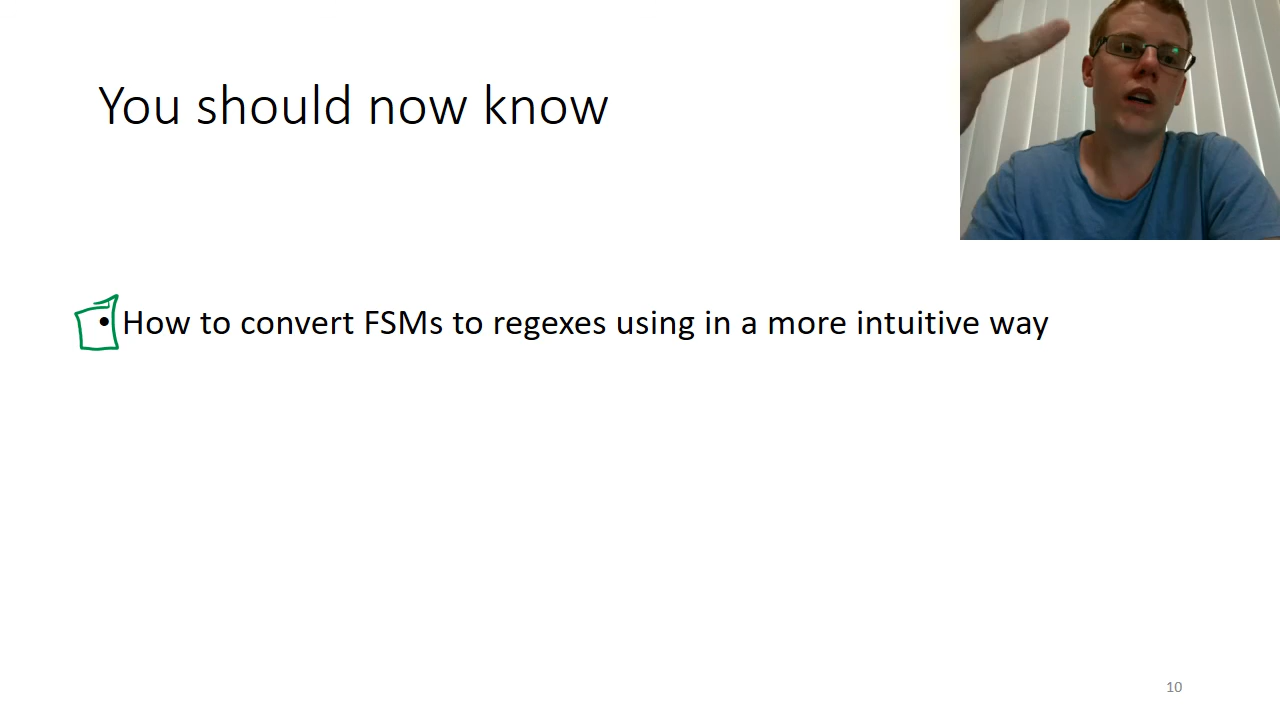 You should now know
• How to convert FSMs to regexes using in a more intuitive way
10